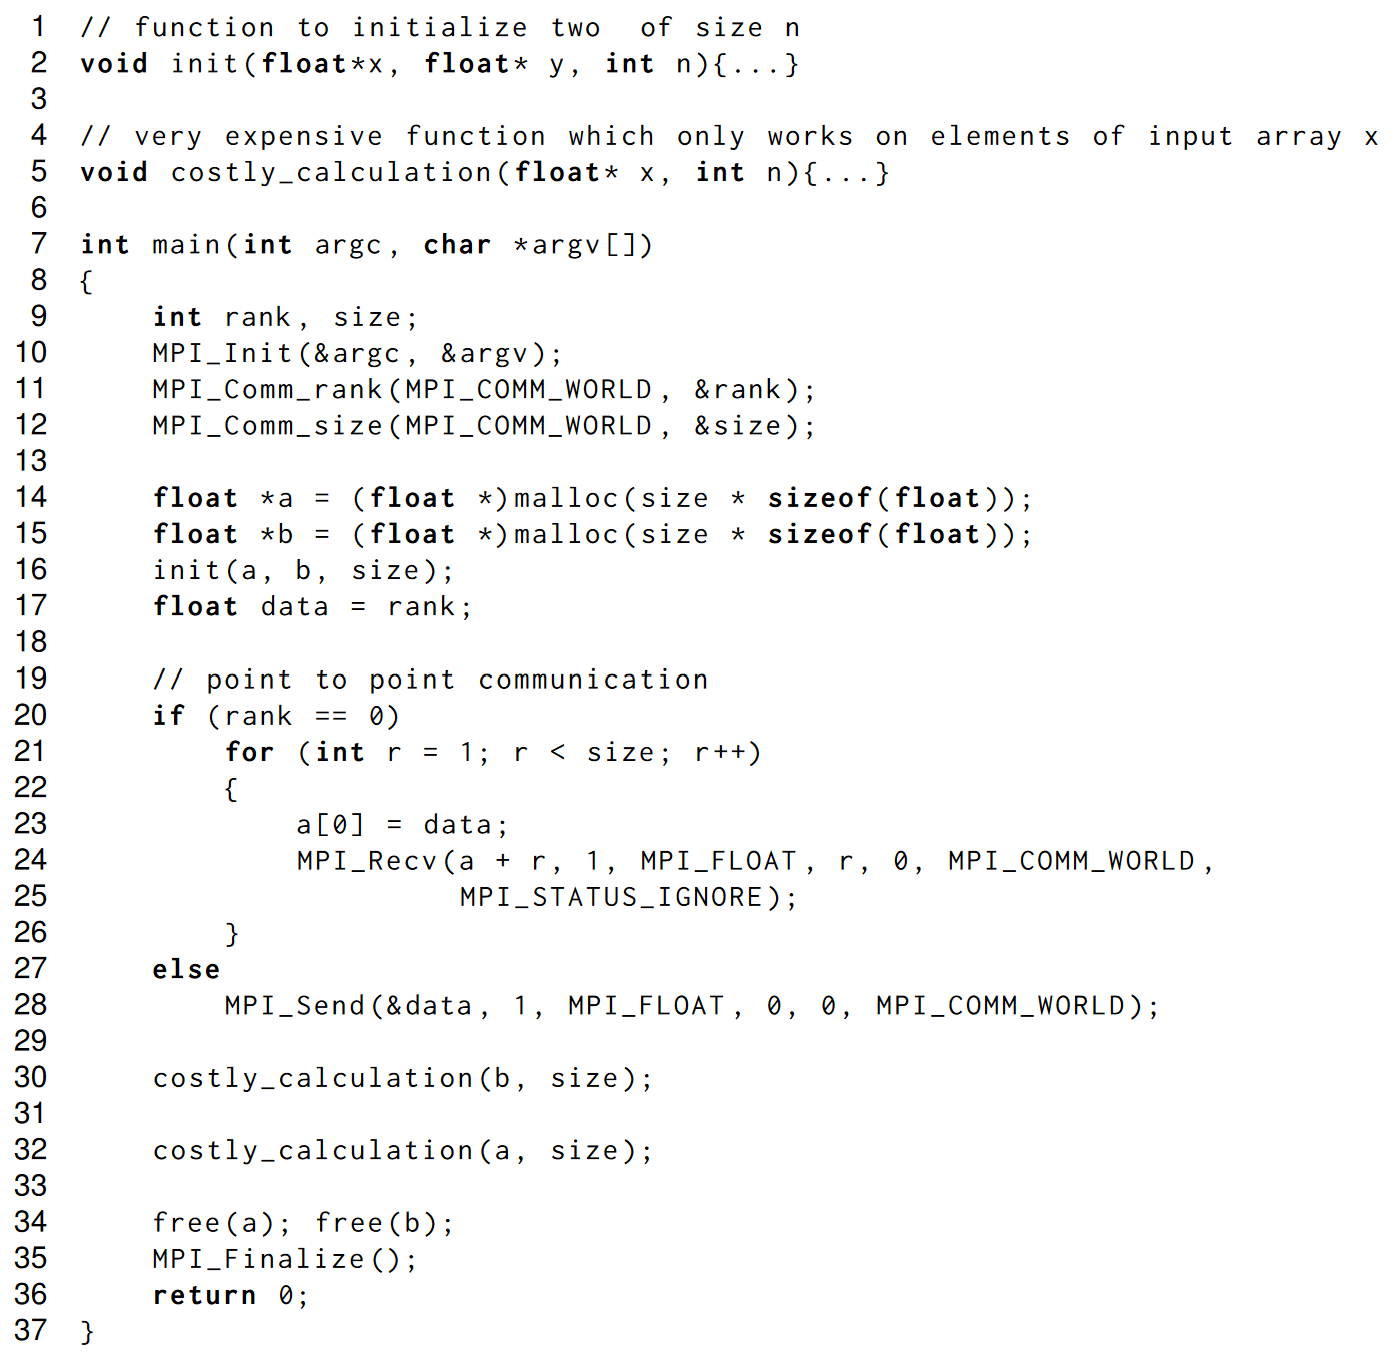 1 // function to initialize two of size n
2 void init(float*x, float* y, int n){...}
3
4 // very expensive function which only works on elements of input array x
5 void costly_calculation(float* x, int n){...}
6
7 int main(int argc, char *argv[])
8 {
9 int rank, size;
10 MPI_Init(&argc, &argv);
11 MPI_Comm_rank(MPI_COMM_WORLD, &rank);
12 MPI_Comm_size(MPI_COMM_WORLD, &size);
13
14 float *a = (float *)malloc(size * sizeof(float));
15 float *b = (float *)malloc(size * sizeof(float));
16 init(a, b, size);
17 float data = rank;
18
19 // point to point communication
20 if (rank == 0)
21 for (int r = 1; r < size; r++)
22 {
23 a[0] = data;
24 MPI_Recv(a + r, 1, MPI_FLOAT, r, 0, MPI_COMM_WORLD,
25 MPI_STATUS_IGNORE);
26 }
27 else
28 MPI_Send(&data, 1, MPI_FLOAT, 0, 0, MPI_COMM_WORLD);
29
30 costly_calculation(b, size);
31
32 costly_calculation(a, size);
33
34 free(a); free(b);
35 MPI_Finalize();
36 return 0;
37 }